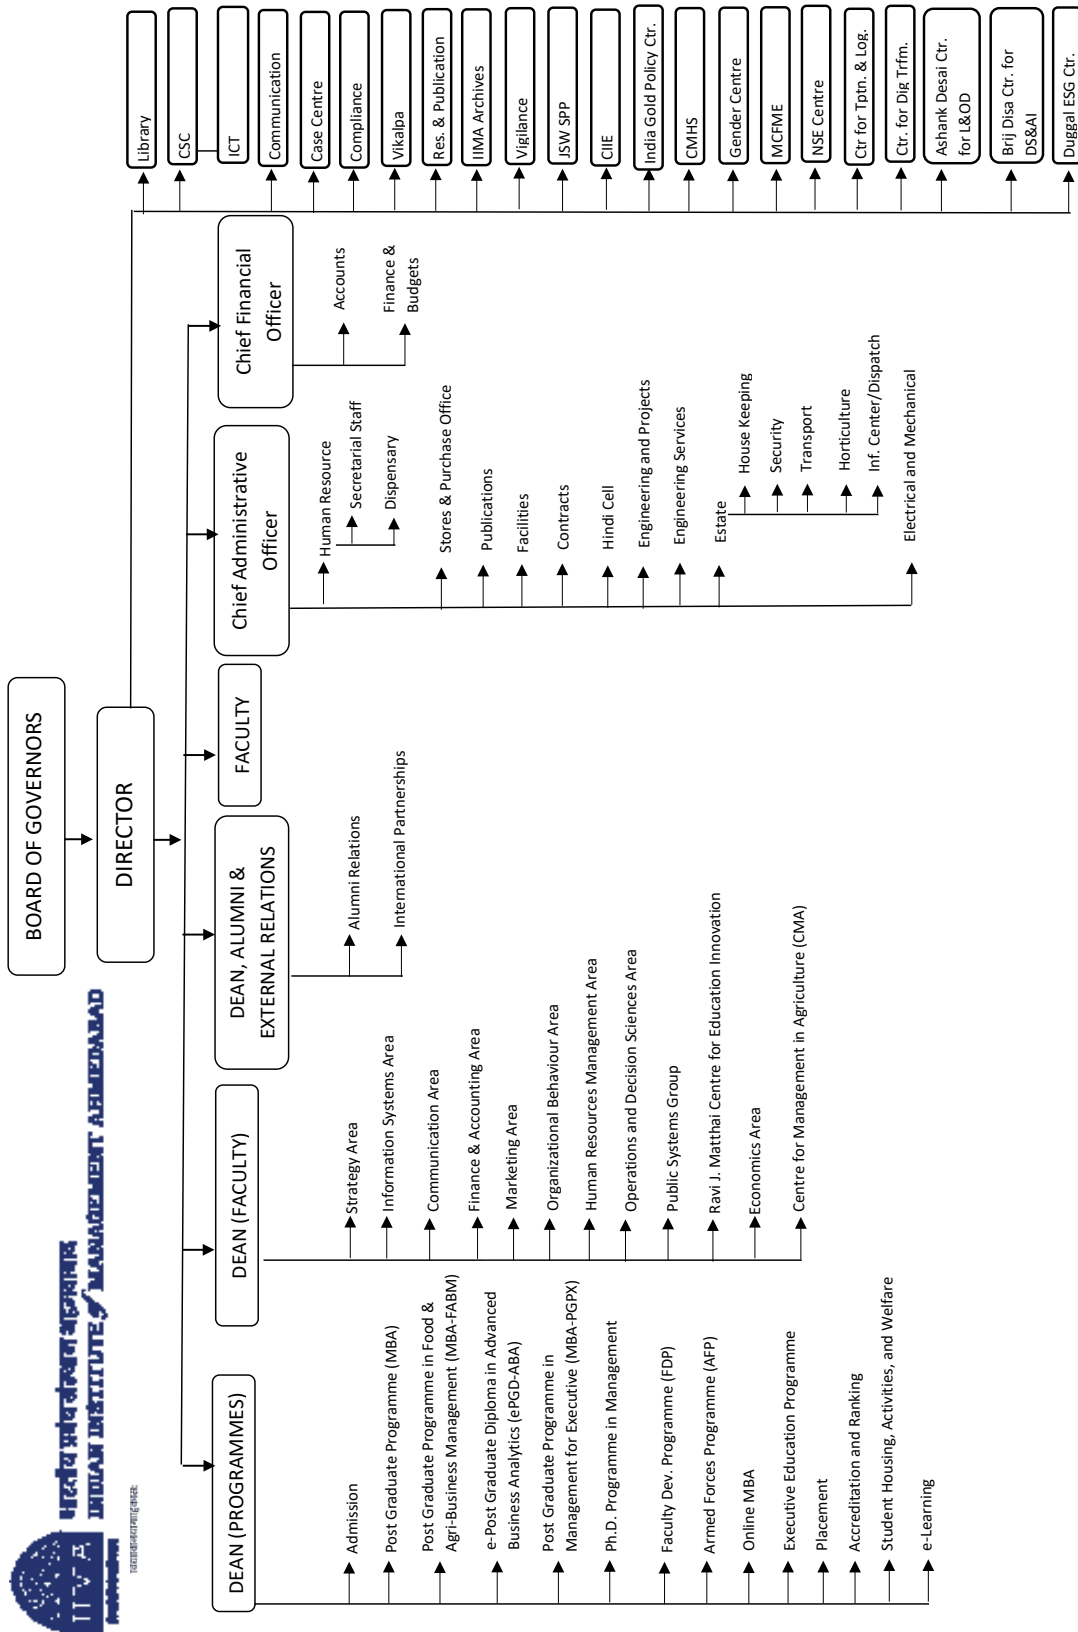 भारतीय प्रबंध संस्थान अहमदाबाद
INDIAN INSTITUTE of MANAGEMENT AHMEDABAD
IIMA
BOARD OF GOVERNORS
DIRECTOR
DEAN (PROGRAMMES)
Admission
Post Graduate Programme (MBA)
Post Graduate Programme in Food &
Agri-Business Management (MBA-FABM)
e-Post Graduate Diploma in Advanced
Business Analytics (ePGD-ABA)
Post Graduate Programme in
Management for Executive (MBA-PGPX)
Ph.D. Programme in Management
Faculty Dev. Programme (FDP)
Armed Forces Programme (AFP)
Online MBA
Executive Education Programme
Placement
Accreditation and Ranking
Student Housing, Activities, and Welfare
e-Learning
DEAN (FACULTY)
Strategy Area
Information Systems Area
Communication Area
Finance & Accounting Area
Marketing Area
Organizational Behaviour Area
Human Resources Management Area
Operations and Decision Sciences Area
Public Systems Group
Ravi J. Matthai Centre for Education Innovation
Economics Area
Centre for Management in Agriculture (CMA)
DEAN, ALUMNI &
EXTERNAL RELATIONS
Alumni Relations
International Partnerships
FACULTY
Chief Administrative
Officer
Human Resource
Secretarial Staff
Dispensary
Stores & Purchase Office
Publications
Facilities
Contracts
Hindi Cell
Engineering and Projects
Engineering Services
Estate
House Keeping
Security
Transport
Horticulture
Inf. Center/Dispatch
Electrical and Mechanical
Chief Financial
Officer
Accounts
Finance &
Budgets
Library
CSC
ICT
Communication
Case Centre
Compliance
Vikalpa
Res. & Publication
IIMA Archives
Vigilance
JSW SPP
CIIE
India Gold Policy Ctr.
CMHS
Gender Centre
MCFME
NSE Centre
Ctr for Tptn. & Log.
Ctr. for Dig Trfm.
Ashank Desai Ctr.
for L&OD
Brij Disa Ctr. for
DS&AI
Duggal ESG Ctr.